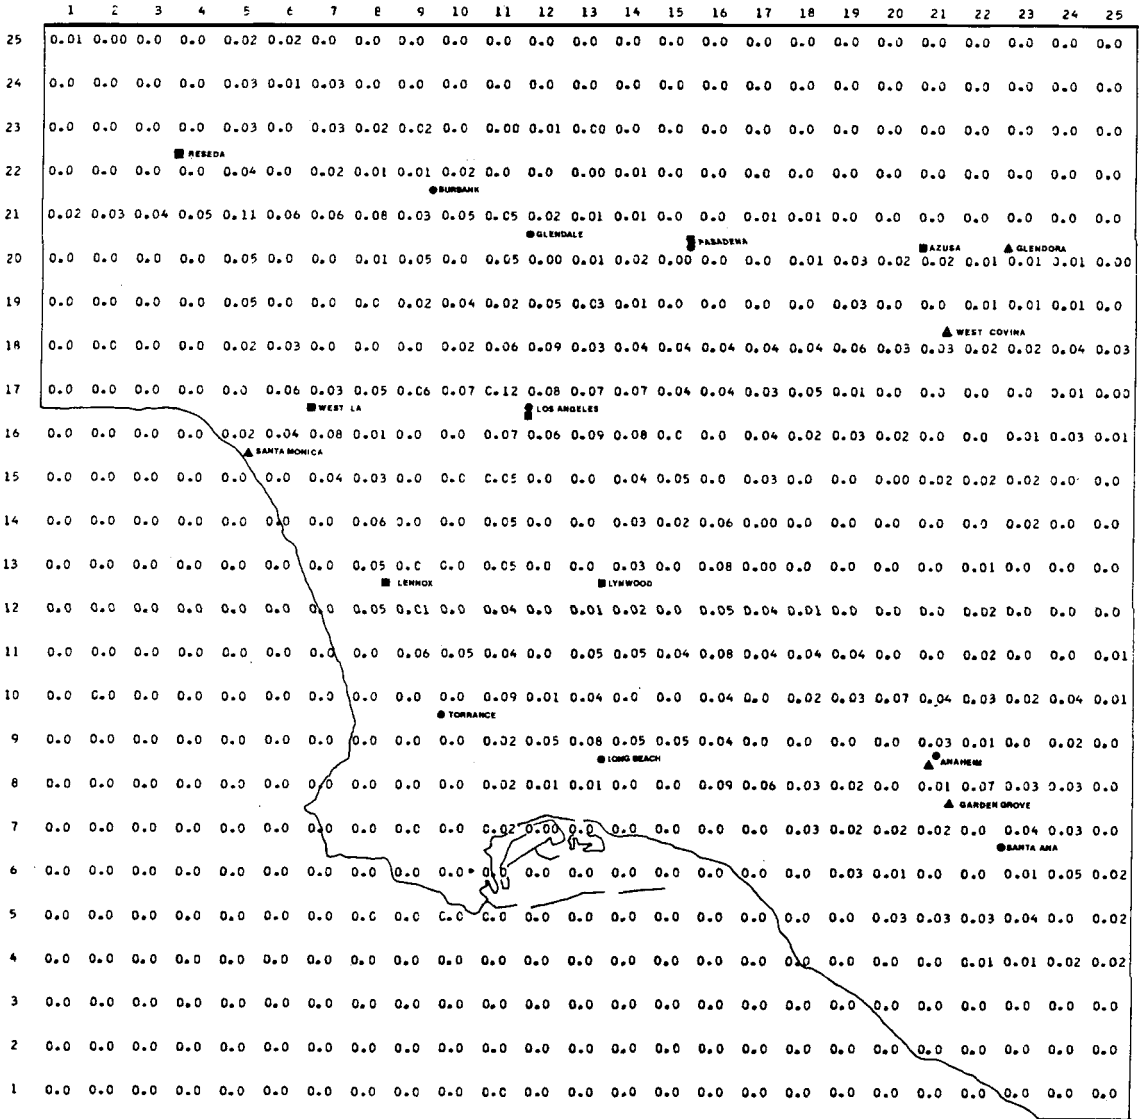 1 2 3 4 5 6 7 8 9 10 11 12 13 14 15 16 17 18 19 20 21 22 23 24 25
25 0.01 0.00 0.0 0.0 0.02 0.02 0.0 0.0 0.0 0.0 0.0 0.0 0.0 0.0 0.0 0.0 0.0 0.0 0.0 0.0 0.0 0.0 0.0 0.0 0.0
24 0.0 0.0 0.0 0.0 0.03 0.01 0.03 0.0 0.0 0.0 0.0 0.0 0.0 0.0 0.0 0.0 0.0 0.0 0.0 0.0 0.0 0.0 0.0 0.0 0.0
23 0.0 0.0 0.0 0.0 0.03 0.0 0.03 0.02 0.02 0.0 0.00 0.01 0.00 0.0 0.0 0.0 0.0 0.0 0.0 0.0 0.0 0.0 0.0 0.0 0.0
RESEDA
22 0.0 0.0 0.0 0.0 0.04 0.0 0.02 0.01 0.01 0.02 0.0 0.0 0.00 0.01 0.0 0.0 0.0 0.0 0.0 0.0 0.0 0.0 0.0 0.0 0.0
BURBANK
21 0.02 0.03 0.04 0.05 0.11 0.06 0.06 0.08 0.03 0.05 0.05 0.02 0.01 0.01 0.0 0.0 0.01 0.01 0.0 0.0 0.0 0.0 0.0 0.0 0.0
GLENDALE PASADENA AZUSA GLENDORA
20 0.0 0.0 0.0 0.0 0.05 0.0 0.0 0.01 0.05 0.0 0.05 0.00 0.01 0.02 0.00 0.0 0.0 0.01 0.03 0.02 0.02 0.01 0.01 0.01 0.00
19 0.0 0.0 0.0 0.0 0.05 0.0 0.0 0.0 0.02 0.04 0.02 0.05 0.03 0.01 0.0 0.0 0.0 0.0 0.03 0.0 0.0 0.01 0.01 0.01 0.0
WEST COVINA
18 0.0 0.0 0.0 0.0 0.02 0.03 0.0 0.0 0.0 0.02 0.06 0.09 0.03 0.04 0.04 0.04 0.04 0.04 0.06 0.03 0.03 0.02 0.02 0.04 0.03
17 0.0 0.0 0.0 0.0 0.0 0.06 0.03 0.05 0.06 0.07 0.12 0.08 0.07 0.07 0.04 0.04 0.03 0.05 0.01 0.0 0.0 0.0 0.0 0.01 0.00
WEST LA LOS ANGELES
16 0.0 0.0 0.0 0.0 0.02 0.04 0.08 0.01 0.0 0.0 0.07 0.06 0.09 0.08 0.0 0.0 0.04 0.02 0.03 0.02 0.0 0.0 0.01 0.03 0.01
SANTA MONICA
15 0.0 0.0 0.0 0.0 0.0 0.0 0.04 0.03 0.0 0.0 0.05 0.0 0.0 0.04 0.05 0.0 0.03 0.0 0.0 0.00 0.02 0.02 0.02 0.0 0.0
14 0.0 0.0 0.0 0.0 0.0 0.0 0.0 0.06 0.0 0.0 0.05 0.0 0.0 0.03 0.02 0.06 0.00 0.0 0.0 0.0 0.0 0.0 0.02 0.0 0.0
13 0.0 0.0 0.0 0.0 0.0 0.0 0.0 0.05 0.0 0.0 0.05 0.0 0.0 0.03 0.0 0.08 0.00 0.0 0.0 0.0 0.0 0.01 0.0 0.0 0.0
LENNOX LYNWOOD
12 0.0 0.0 0.0 0.0 0.0 0.0 0.0 0.05 0.01 0.0 0.04 0.0 0.01 0.02 0.0 0.05 0.04 0.01 0.0 0.0 0.0 0.02 0.0 0.0 0.0
11 0.0 0.0 0.0 0.0 0.0 0.0 0.0 0.0 0.06 0.05 0.04 0.0 0.05 0.05 0.04 0.08 0.04 0.04 0.04 0.0 0.0 0.02 0.0 0.0 0.01
10 0.0 0.0 0.0 0.0 0.0 0.0 0.0 0.0 0.0 0.0 0.09 0.01 0.04 0.0 0.0 0.04 0.0 0.02 0.03 0.07 0.04 0.03 0.02 0.04 0.01
TORRANCE
9 0.0 0.0 0.0 0.0 0.0 0.0 0.0 0.0 0.0 0.0 0.02 0.05 0.08 0.05 0.05 0.04 0.0 0.0 0.0 0.0 0.03 0.01 0.0 0.02 0.0
LONG BEACH ANAHEIM
8 0.0 0.0 0.0 0.0 0.0 0.0 0.0 0.0 0.0 0.0 0.02 0.01 0.01 0.0 0.0 0.09 0.06 0.03 0.02 0.0 0.01 0.07 0.03 0.03 0.0
GARDEN GROVE
7 0.0 0.0 0.0 0.0 0.0 0.0 0.0 0.0 0.0 0.0 0.02 0.00 0.0 0.0 0.0 0.0 0.0 0.03 0.02 0.02 0.02 0.0 0.04 0.03 0.0
SANTA ANA
6 0.0 0.0 0.0 0.0 0.0 0.0 0.0 0.0 0.0 0.0 0.0 0.0 0.0 0.0 0.0 0.0 0.0 0.0 0.03 0.01 0.0 0.0 0.01 0.05 0.02
5 0.0 0.0 0.0 0.0 0.0 0.0 0.0 0.0 0.0 0.0 0.0 0.0 0.0 0.0 0.0 0.0 0.0 0.0 0.0 0.03 0.03 0.03 0.04 0.0 0.02
4 0.0 0.0 0.0 0.0 0.0 0.0 0.0 0.0 0.0 0.0 0.0 0.0 0.0 0.0 0.0 0.0 0.0 0.0 0.0 0.0 0.0 0.01 0.01 0.02 0.02
3 0.0 0.0 0.0 0.0 0.0 0.0 0.0 0.0 0.0 0.0 0.0 0.0 0.0 0.0 0.0 0.0 0.0 0.0 0.0 0.0 0.0 0.0 0.0 0.0 0.0
2 0.0 0.0 0.0 0.0 0.0 0.0 0.0 0.0 0.0 0.0 0.0 0.0 0.0 0.0 0.0 0.0 0.0 0.0 0.0 0.0 0.0 0.0 0.0 0.0 0.0
1 0.0 0.0 0.0 0.0 0.0 0.0 0.0 0.0 0.0 0.0 0.0 0.0 0.0 0.0 0.0 0.0 0.0 0.0 0.0 0.0 0.0 0.0 0.0 0.0 0.0